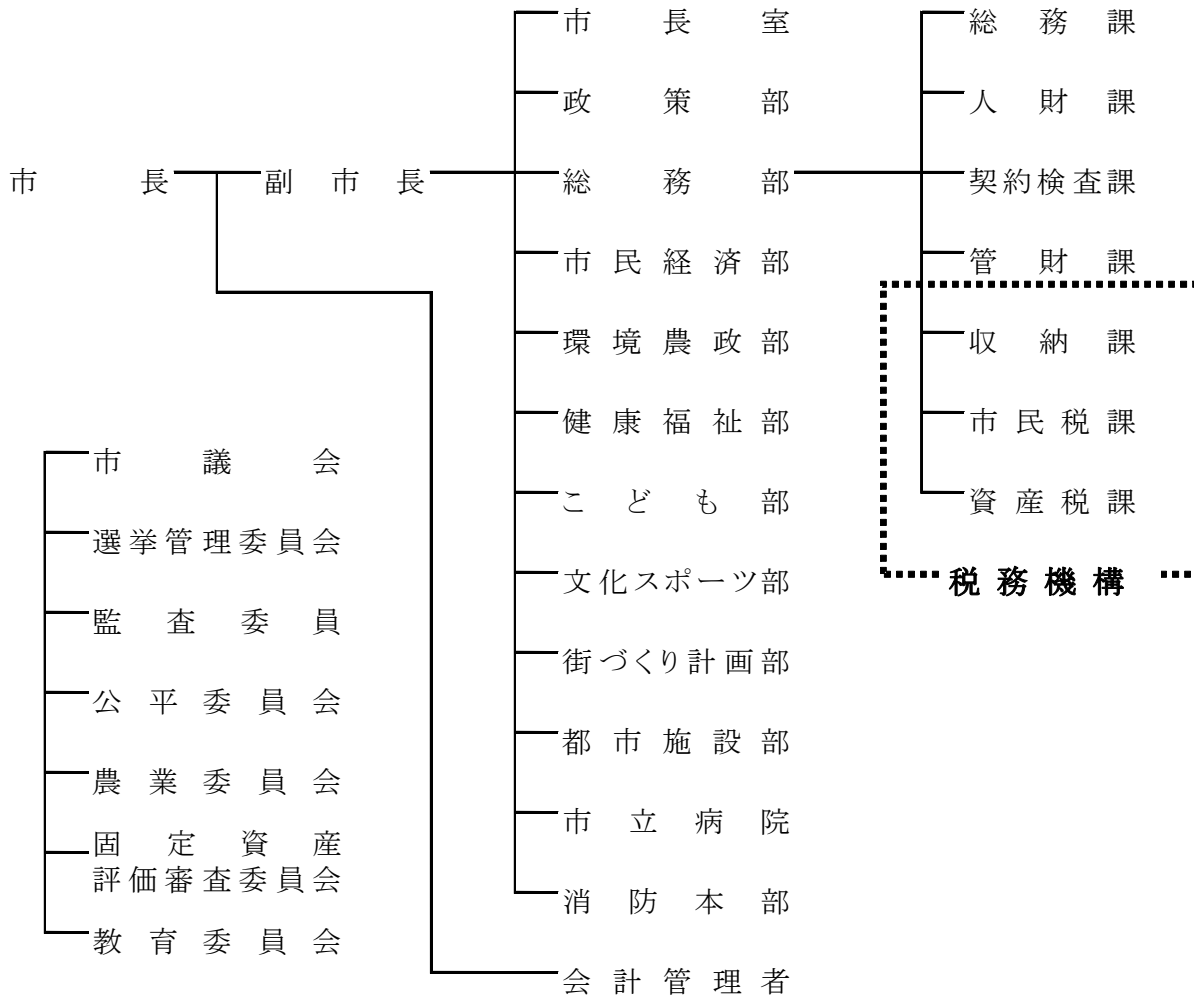 市長
副市長
市長室
政策部
総務部
市民経済部
環境農政部
健康福祉部
こども部
文化スポーツ部
街づくり計画部
都市施設部
市立病院
消防本部
会計管理者
総務課
人財課
契約検査課
管財課
収納課
市民税課
資産税課
税務機構
市議会
選挙管理委員会
監査委員
公平委員会
農業委員会
固定資産
評価審査委員会
教育委員会